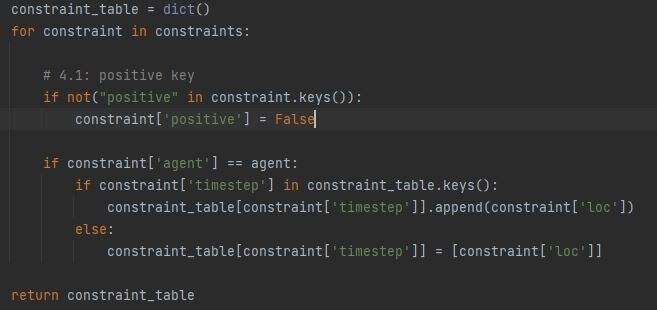 constraint_table = dict()
for constraint in constraints:
# 4.1: positive key
if not("positive" in constraint.keys()):
constraint['positive'] = False
if constraint['agent'] == agent:
if constraint['timestep'] in constraint_table.keys():
constraint_table[constraint['timestep']].append(constraint['loc'])
else:
constraint_table[constraint['timestep']] = [constraint['loc']]
return constraint_table